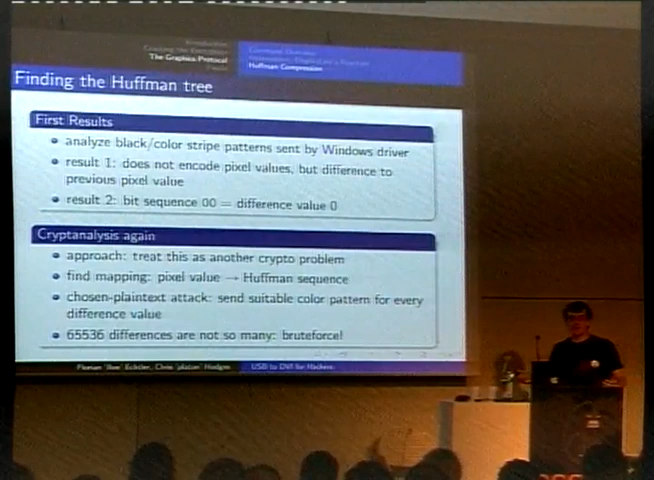 The Graphics Protocol
Huffman Compression
Finding the Huffman tree
First Results
analyze black/color stripe patterns sent by Windows driver
result 1: does not encode pixel values, but difference to
previous pixel value
result 2: bit sequence 00 = difference value 0
Cryptanalysis again
approach: treat this as another crypto problem
find mapping: pixel value → Huffman sequence
chosen-plaintext attack: send suitable color pattern for every
difference value
65536 differences are not so many: bruteforce!
Florian Echtler, Chris Hodges
USB to DVI for Hackers